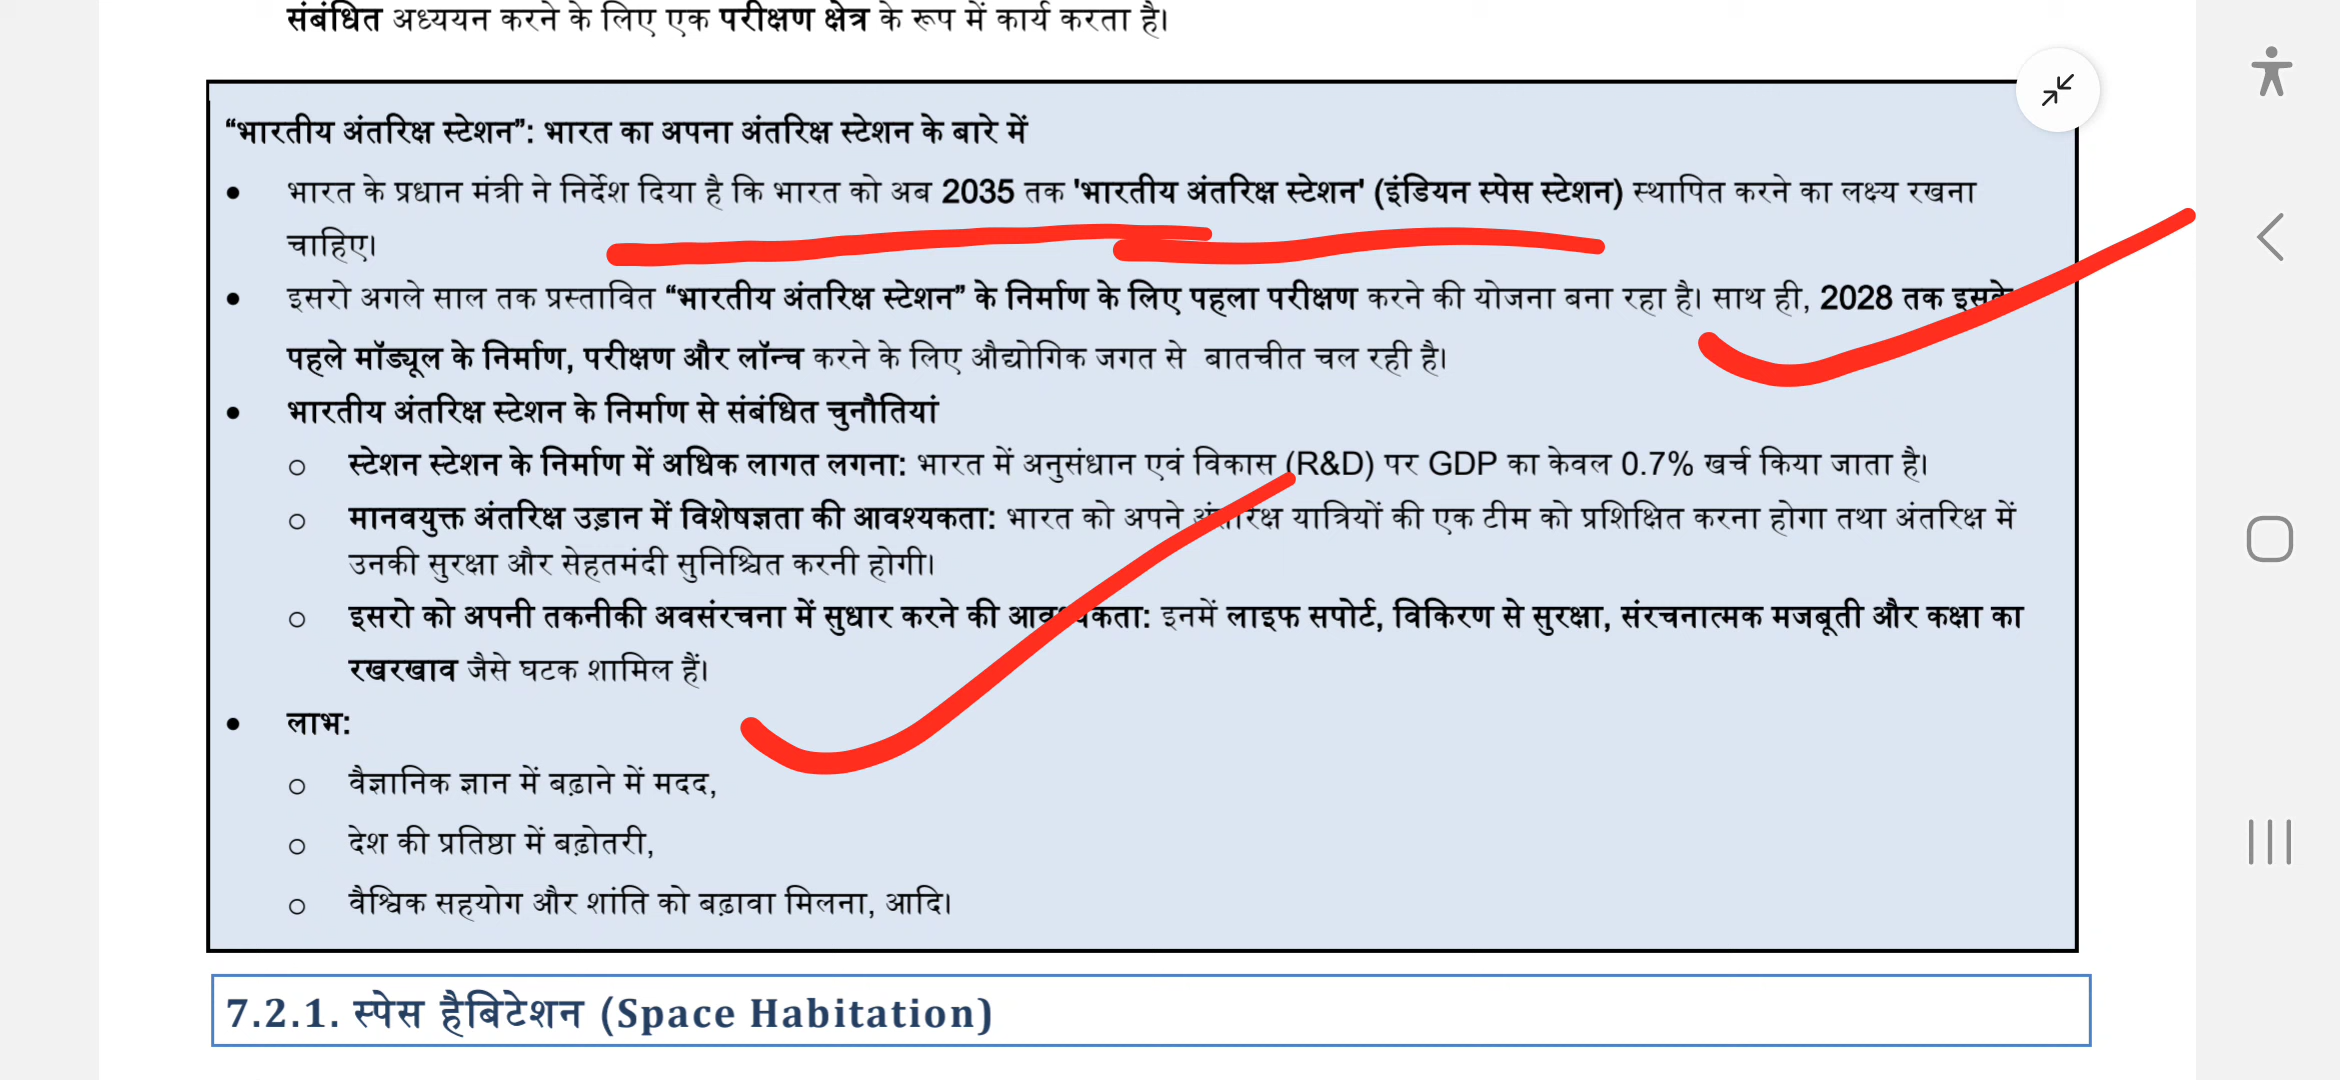 संबंधित अध्ययन करने के लिए एक परीक्षण क्षेत्र के रूप में कार्य करता है।
“भारतीय अंतरिक्ष स्टेशन”: भारत का अपना अंतरिक्ष स्टेशन के बारे में
● भारत के प्रधान मंत्री ने निर्देश दिया है कि भारत को अब 2035 तक 'भारतीय अंतरिक्ष स्टेशन' (इंडियन स्पेस स्टेशन) स्थापित करने का लक्ष्य रखना
चाहिए।
● इसरो अगले साल तक प्रस्तावित “भारतीय अंतरिक्ष स्टेशन” के निर्माण के लिए पहला परीक्षण करने की योजना बना रहा है। साथ ही, 2028 तक इसके
पहले मॉड्यूल के निर्माण, परीक्षण और लॉन्च करने के लिए औद्योगिक जगत से बातचीत चल रही है।
● भारतीय अंतरिक्ष स्टेशन के निर्माण से संबंधित चुनौतियां
○ स्टेशन स्टेशन के निर्माण में अधिक लागत लगना: भारत में अनुसंधान एवं विकास (R&D) पर GDP का केवल 0.7% खर्च किया जाता है।
○ मानवयुक्त अंतरिक्ष उड़ान में विशेषज्ञता की आवश्यकता: भारत को अपने अंतरिक्ष यात्रियों की एक टीम को प्रशिक्षित करना होगा तथा अंतरिक्ष में
उनकी सुरक्षा और सेहतमंदी सुनिश्चित करनी होगी।
○ इसरो को अपनी तकनीकी अवसंरचना में सुधार करने की आवश्यकता: इनमें लाइफ सपोर्ट, विकिरण से सुरक्षा, संरचनात्मक मजबूती और कक्षा का
रखरखाव जैसे घटक शामिल हैं।
● लाभ:
○ वैज्ञानिक ज्ञान में बढ़ाने में मदद,
○ देश की प्रतिष्ठा में बढ़ोतरी,
○ वैश्विक सहयोग और शांति को बढ़ावा मिलना, आदि।
7.2.1. स्पेस हैबिटेशन (Space Habitation)